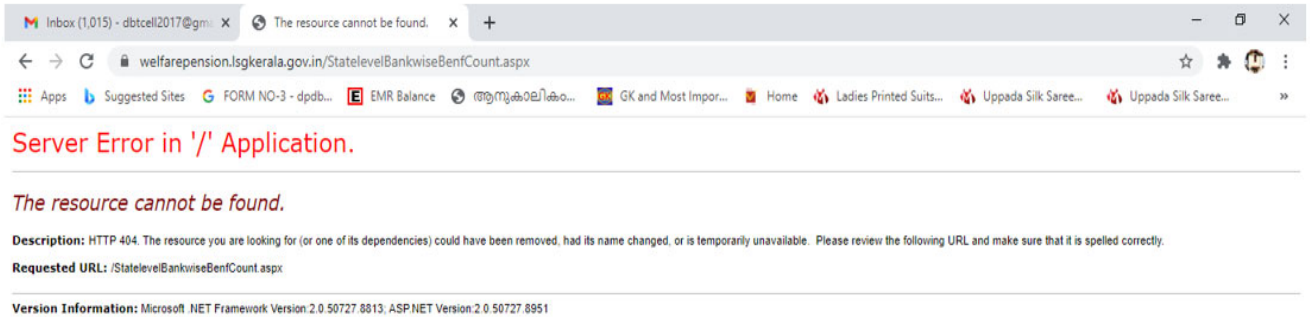 Inbox (1,015) - dbtcell2017@gm
The resource cannot be found.
welfarepension.lsgkerala.gov.in/StatelevelBankwiseBenfCount.aspx
Apps
Suggested Sites
FORM NO-3 - dpdb...
EMR Balance
ആനുകാലികം...
GK and Most Impor...
Home
Ladies Printed Suits...
Uppada Silk Saree...
Uppada Silk Saree...
Server Error in '/' Application.
The resource cannot be found.
Description: HTTP 404. The resource you are looking for (or one of its dependencies) could have been removed, had its name changed, or is temporarily unavailable. Please review the following URL and make sure that it is spelled correctly.
Requested URL: /StatelevelBankwiseBenfCount.aspx
Version Information: Microsoft .NET Framework Version:2.0.50727.8813; ASP.NET Version:2.0.50727.8951